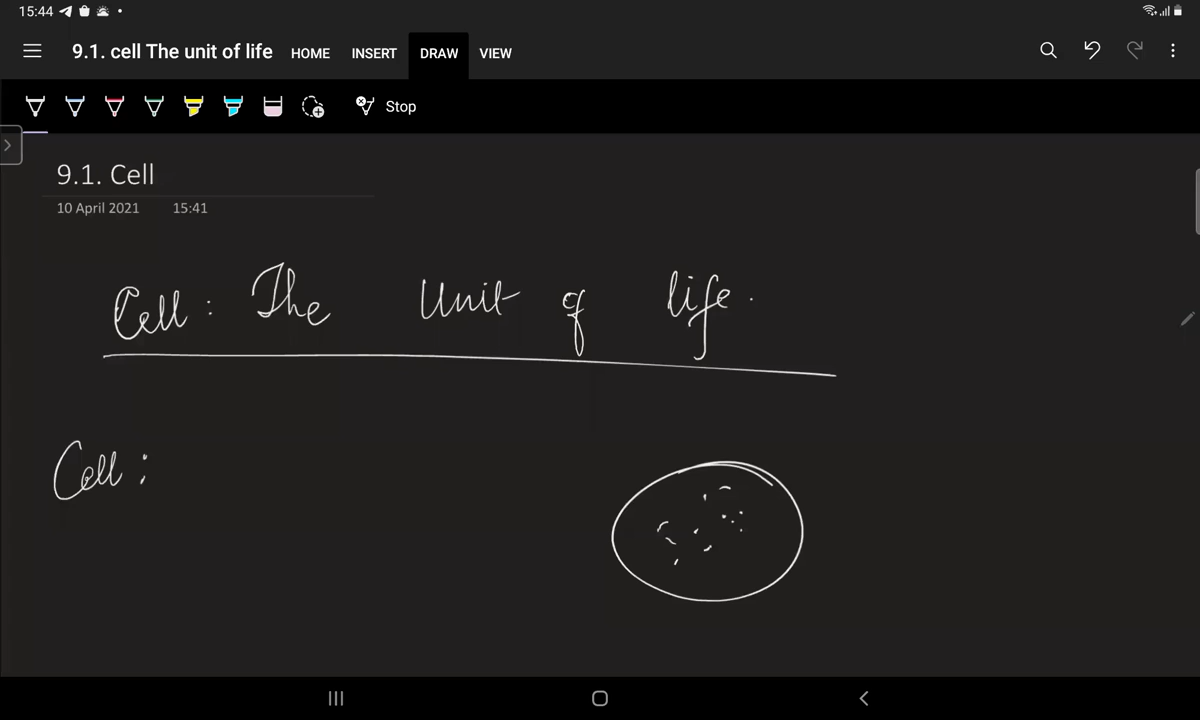 15:44
9.1. cell The unit of life HOME INSERT DRAW VIEW
Stop
9.1. Cell
10 April 2021 15:41
Cell: The Unit of life.
Cell: